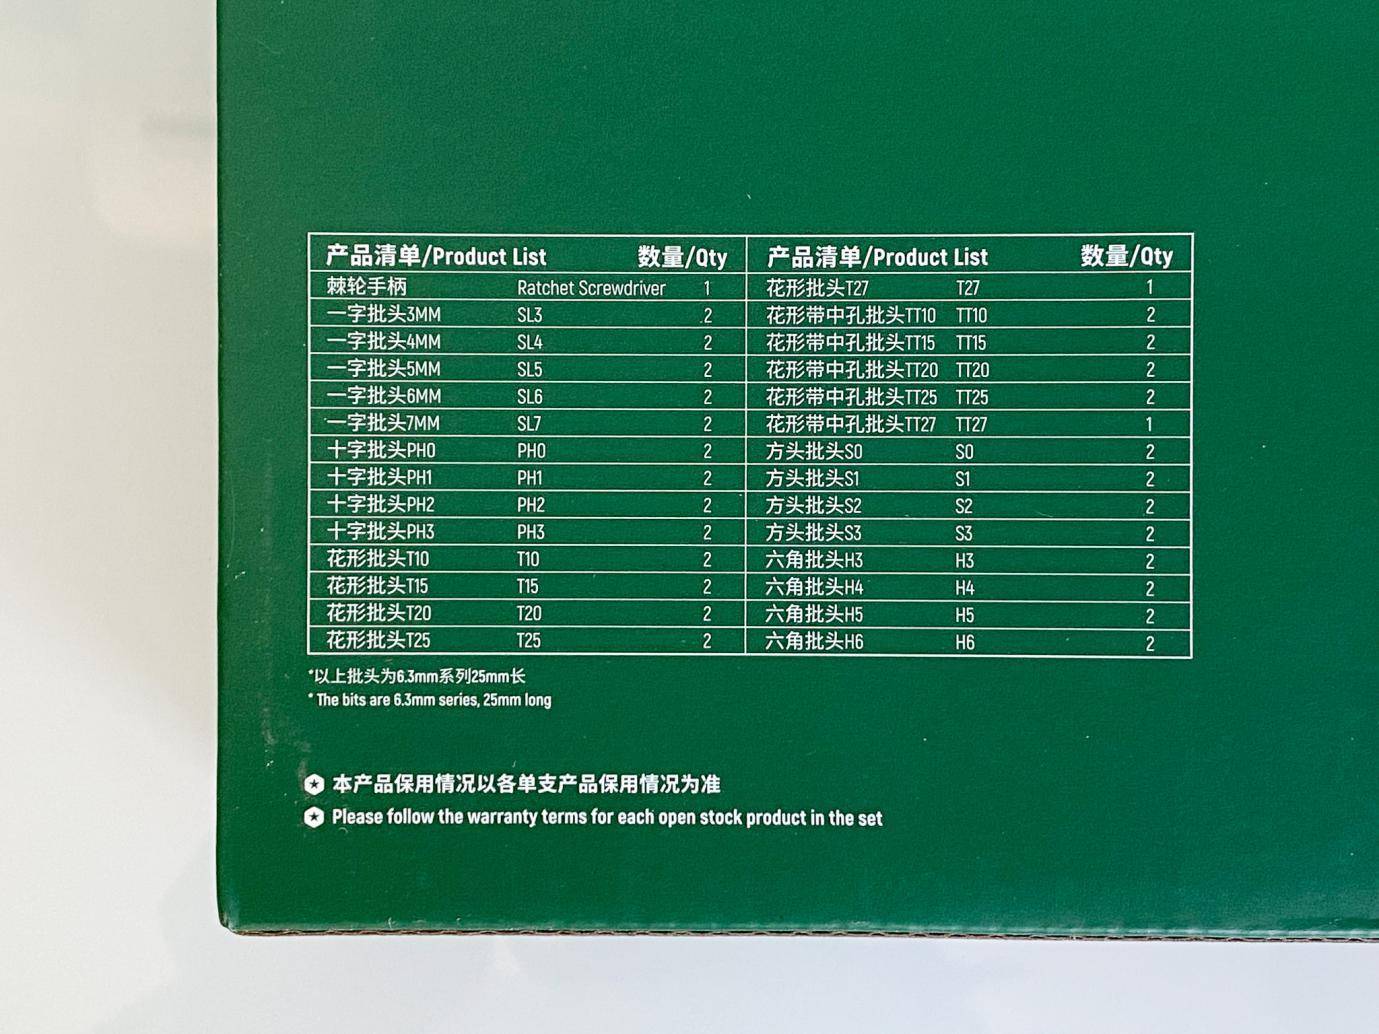 产品清单/Product List 数量/Qty 产品清单/Product List 数量/Qty
棘轮手柄 Ratchet Screwdriver 1 花形批头T27 T27 1
一字批头3MM SL3 2 花形带中孔批头TT10 TT10 2
一字批头4MM SL4 2 花形带中孔批头TT15 TT15 2
一字批头5MM SL5 2 花形带中孔批头TT20 TT20 2
一字批头6MM SL6 2 花形带中孔批头TT25 TT25 2
一字批头7MM SL7 2 花形带中孔批头TT27 TT27 1
十字批头PH0 PH0 2 方头批头S0 S0 2
十字批头PH1 PH1 2 方头批头S1 S1 2
十字批头PH2 PH2 2 方头批头S2 S2 2
十字批头PH3 PH3 2 方头批头S3 S3 2
花形批头T10 T10 2 六角批头H3 H3 2
花形批头T15 T15 2 六角批头H4 H4 2
花形批头T20 T20 2 六角批头H5 H5 2
花形批头T25 T25 2 六角批头H6 H6 2
*以上批头为6.3mm系列25mm长
* The bits are 6.3mm series, 25mm long
本产品保用情况以各单支产品保用情况为准
Please follow the warranty terms for each open stock product in the set